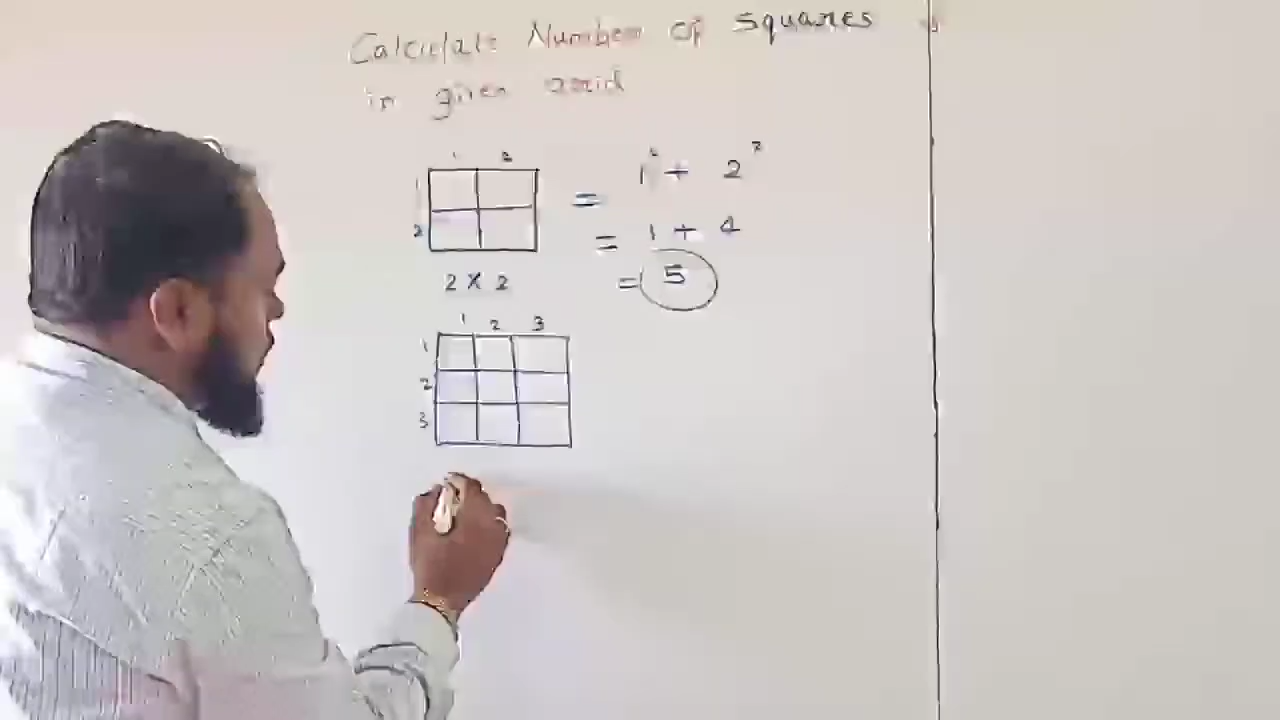 Calculate Number of Squares
in given grid
1 2
1
2
= 1² + 2²
= 1 + 4
= 5
2 X 2
1 2 3
1
2
3